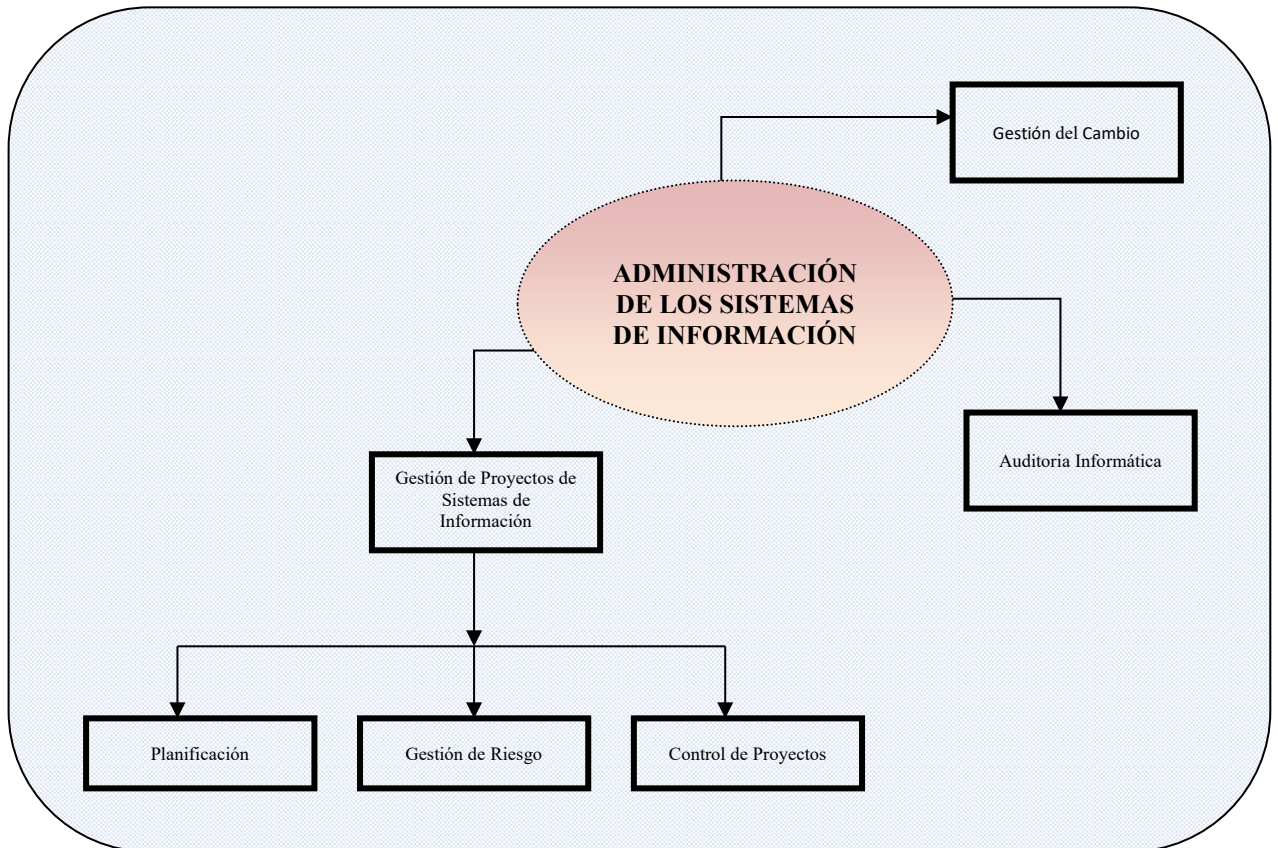 Gestión del Cambio
ADMINISTRACIÓN
DE LOS SISTEMAS
DE INFORMACIÓN
Auditoria Informática
Gestión de Proyectos de
Sistemas de
Información
Planificación
Gestión de Riesgo
Control de Proyectos